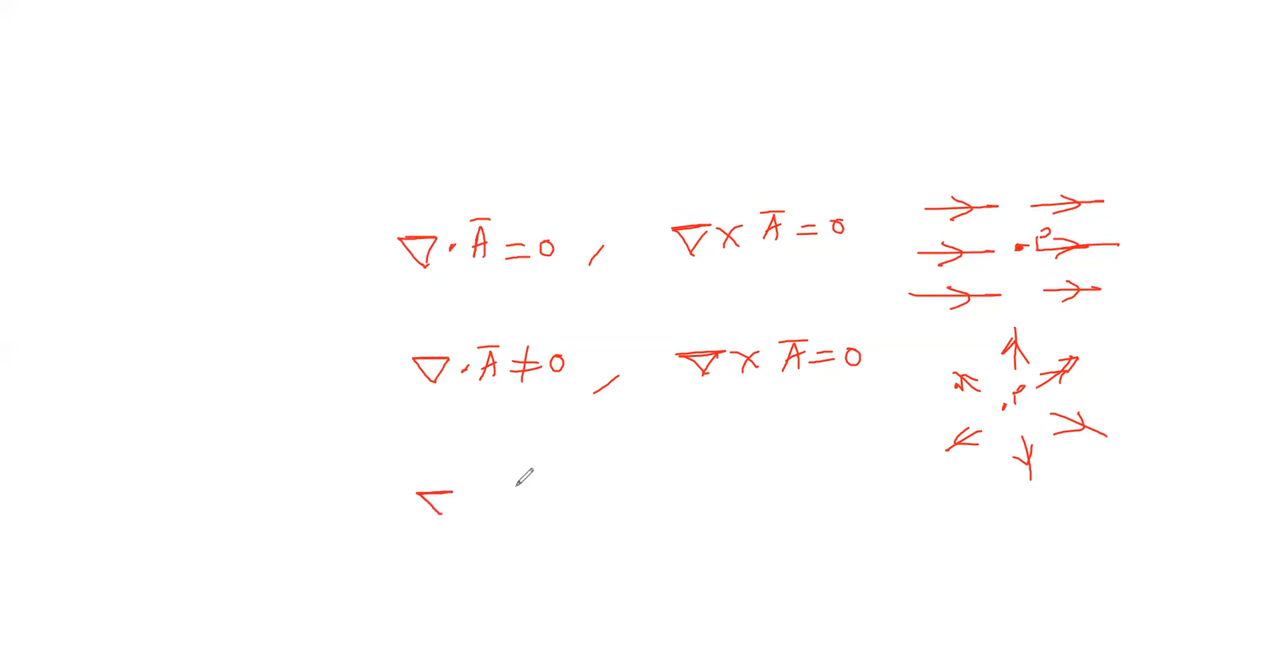 ∇ · A̅ = 0 , ∇ × A̅ = 0 P
∇ · A̅ ≠ 0 , ∇ × A̅ = 0 P
∇